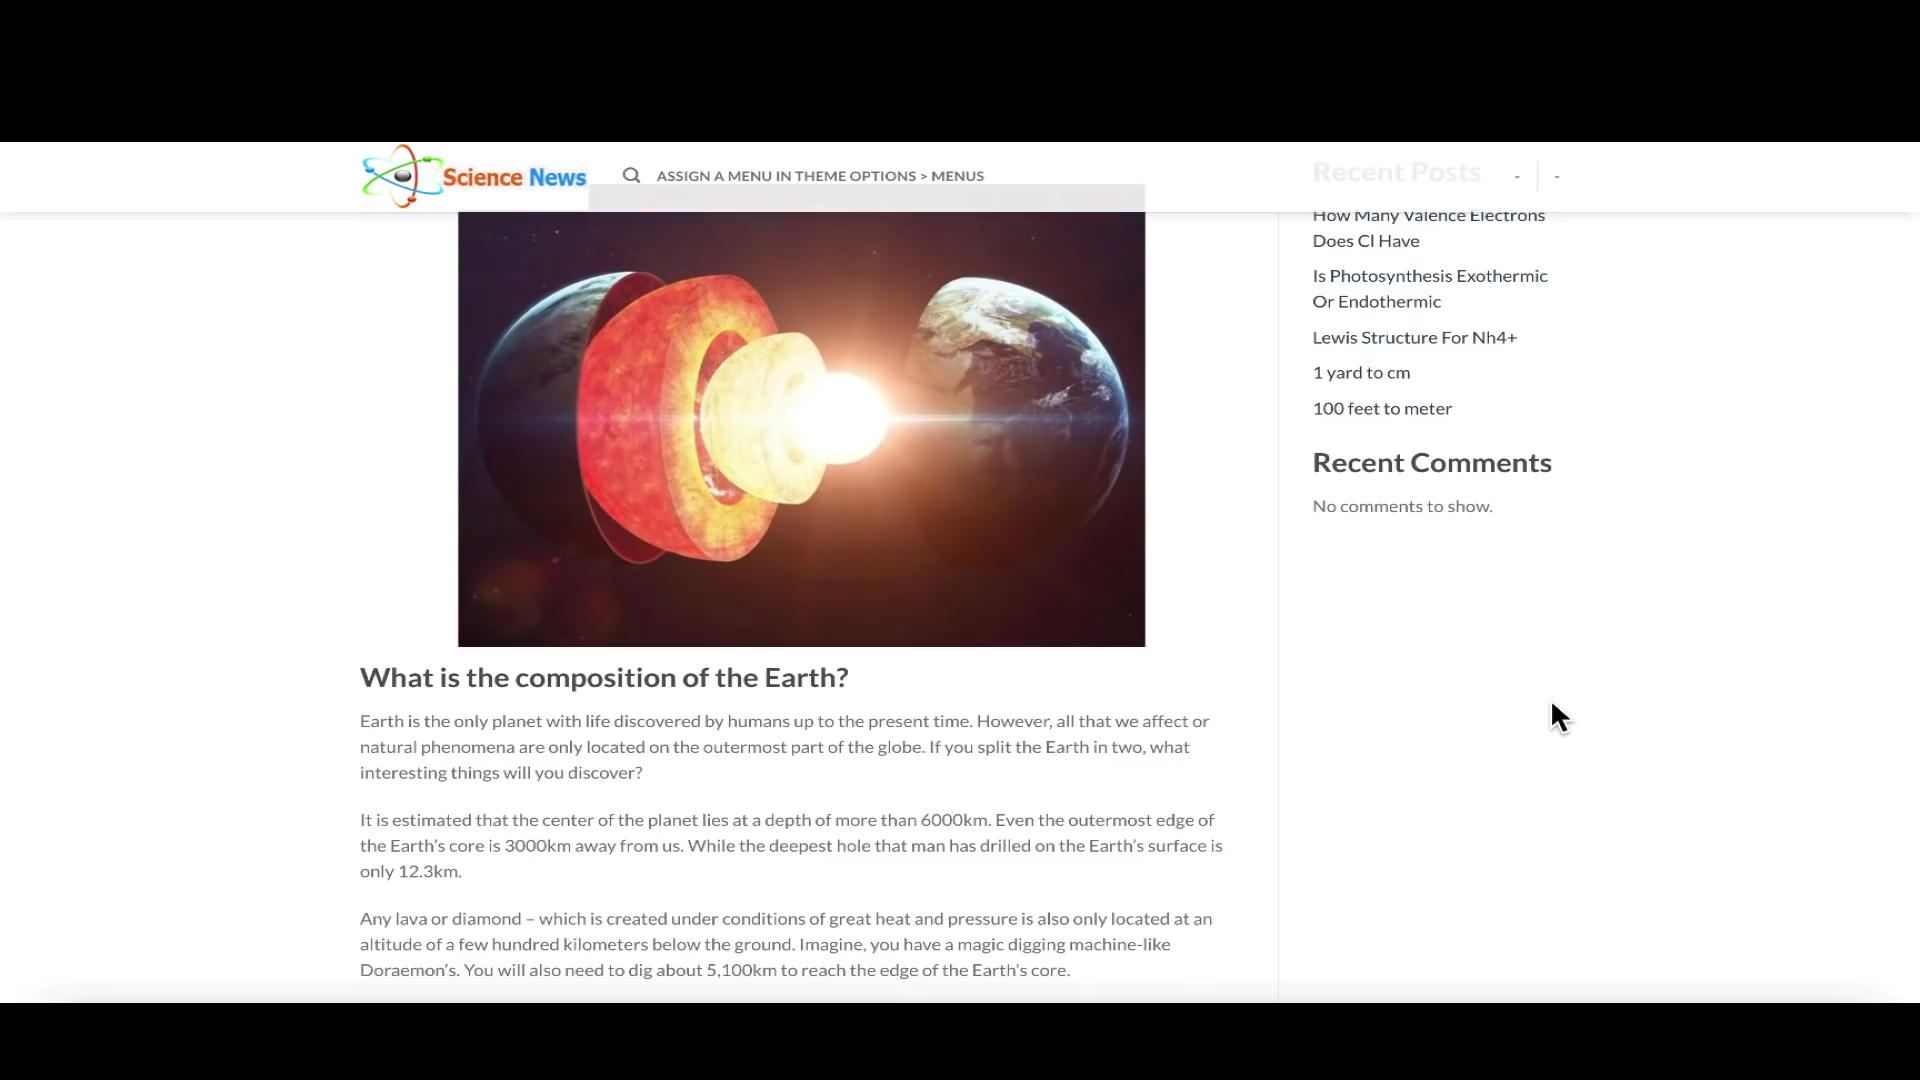 Science News
ASSIGN A MENU IN THEME OPTIONS > MENUS
Recent Posts
- -
How Many Valence Electrons
Does Cl Have
Is Photosynthesis Exothermic
Or Endothermic
Lewis Structure For Nh4+
1 yard to cm
100 feet to meter
Recent Comments
No comments to show.
What is the composition of the Earth?
Earth is the only planet with life discovered by humans up to the present time. However, all that we affect or
natural phenomena are only located on the outermost part of the globe. If you split the Earth in two, what
interesting things will you discover?
It is estimated that the center of the planet lies at a depth of more than 6000km. Even the outermost edge of
the Earth’s core is 3000km away from us. While the deepest hole that man has drilled on the Earth’s surface is
only 12.3km.
Any lava or diamond – which is created under conditions of great heat and pressure is also only located at an
altitude of a few hundred kilometers below the ground. Imagine, you have a magic digging machine-like
Doraemon’s. You will also need to dig about 5,100km to reach the edge of the Earth’s core.